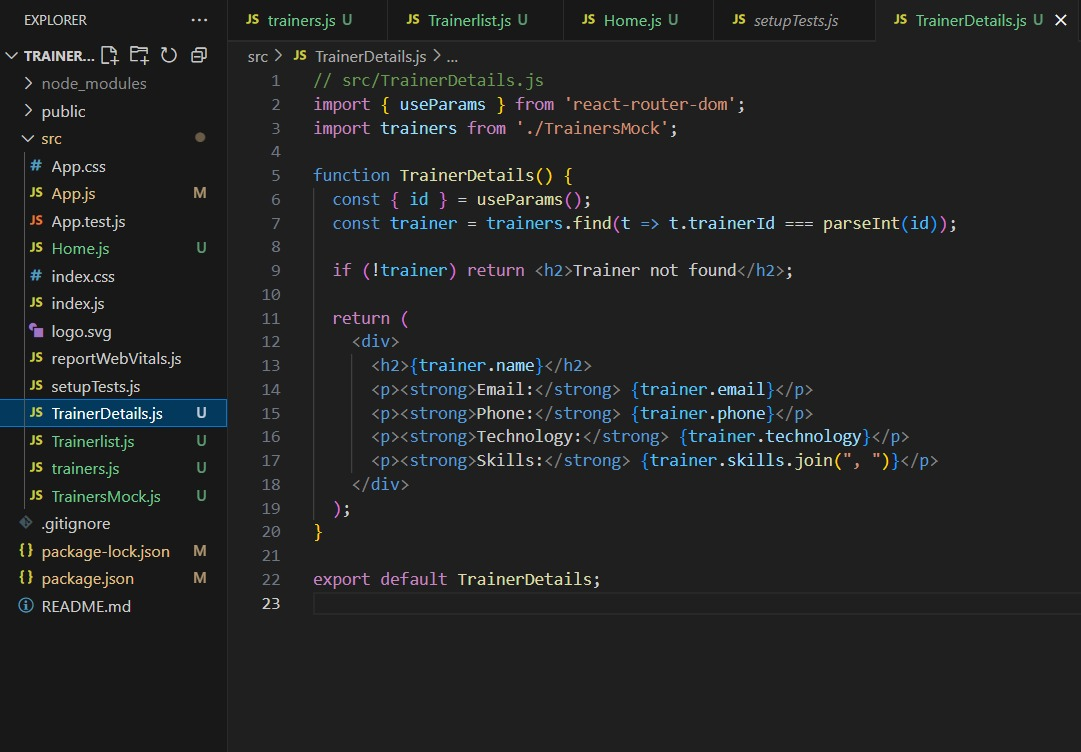 EXPLORER ...
TRAINER...
node_modules
public
src
# App.css
JS App.js M
JS App.test.js
JS Home.js U
# index.css
JS index.js
logo.svg
JS reportWebVitals.js
JS setupTests.js
JS TrainerDetails.js U
JS Trainerlist.js U
JS trainers.js U
JS TrainersMock.js U
.gitignore
{} package-lock.json M
{} package.json M
README.md
JS trainers.js U JS Trainerlist.js U JS Home.js U JS setupTests.js JS TrainerDetails.js U ×
src > JS TrainerDetails.js > ...
1 // src/TrainerDetails.js
2 import { useParams } from 'react-router-dom';
3 import trainers from './TrainersMock';
4
5 function TrainerDetails() {
6 const { id } = useParams();
7 const trainer = trainers.find(t => t.trainerId === parseInt(id));
8
9 if (!trainer) return <h2>Trainer not found</h2>;
10
11 return (
12 <div>
13 <h2>{trainer.name}</h2>
14 <p><strong>Email:</strong> {trainer.email}</p>
15 <p><strong>Phone:</strong> {trainer.phone}</p>
16 <p><strong>Technology:</strong> {trainer.technology}</p>
17 <p><strong>Skills:</strong> {trainer.skills.join(", ")}</p>
18 </div>
19 );
20 }
21
22 export default TrainerDetails;
23